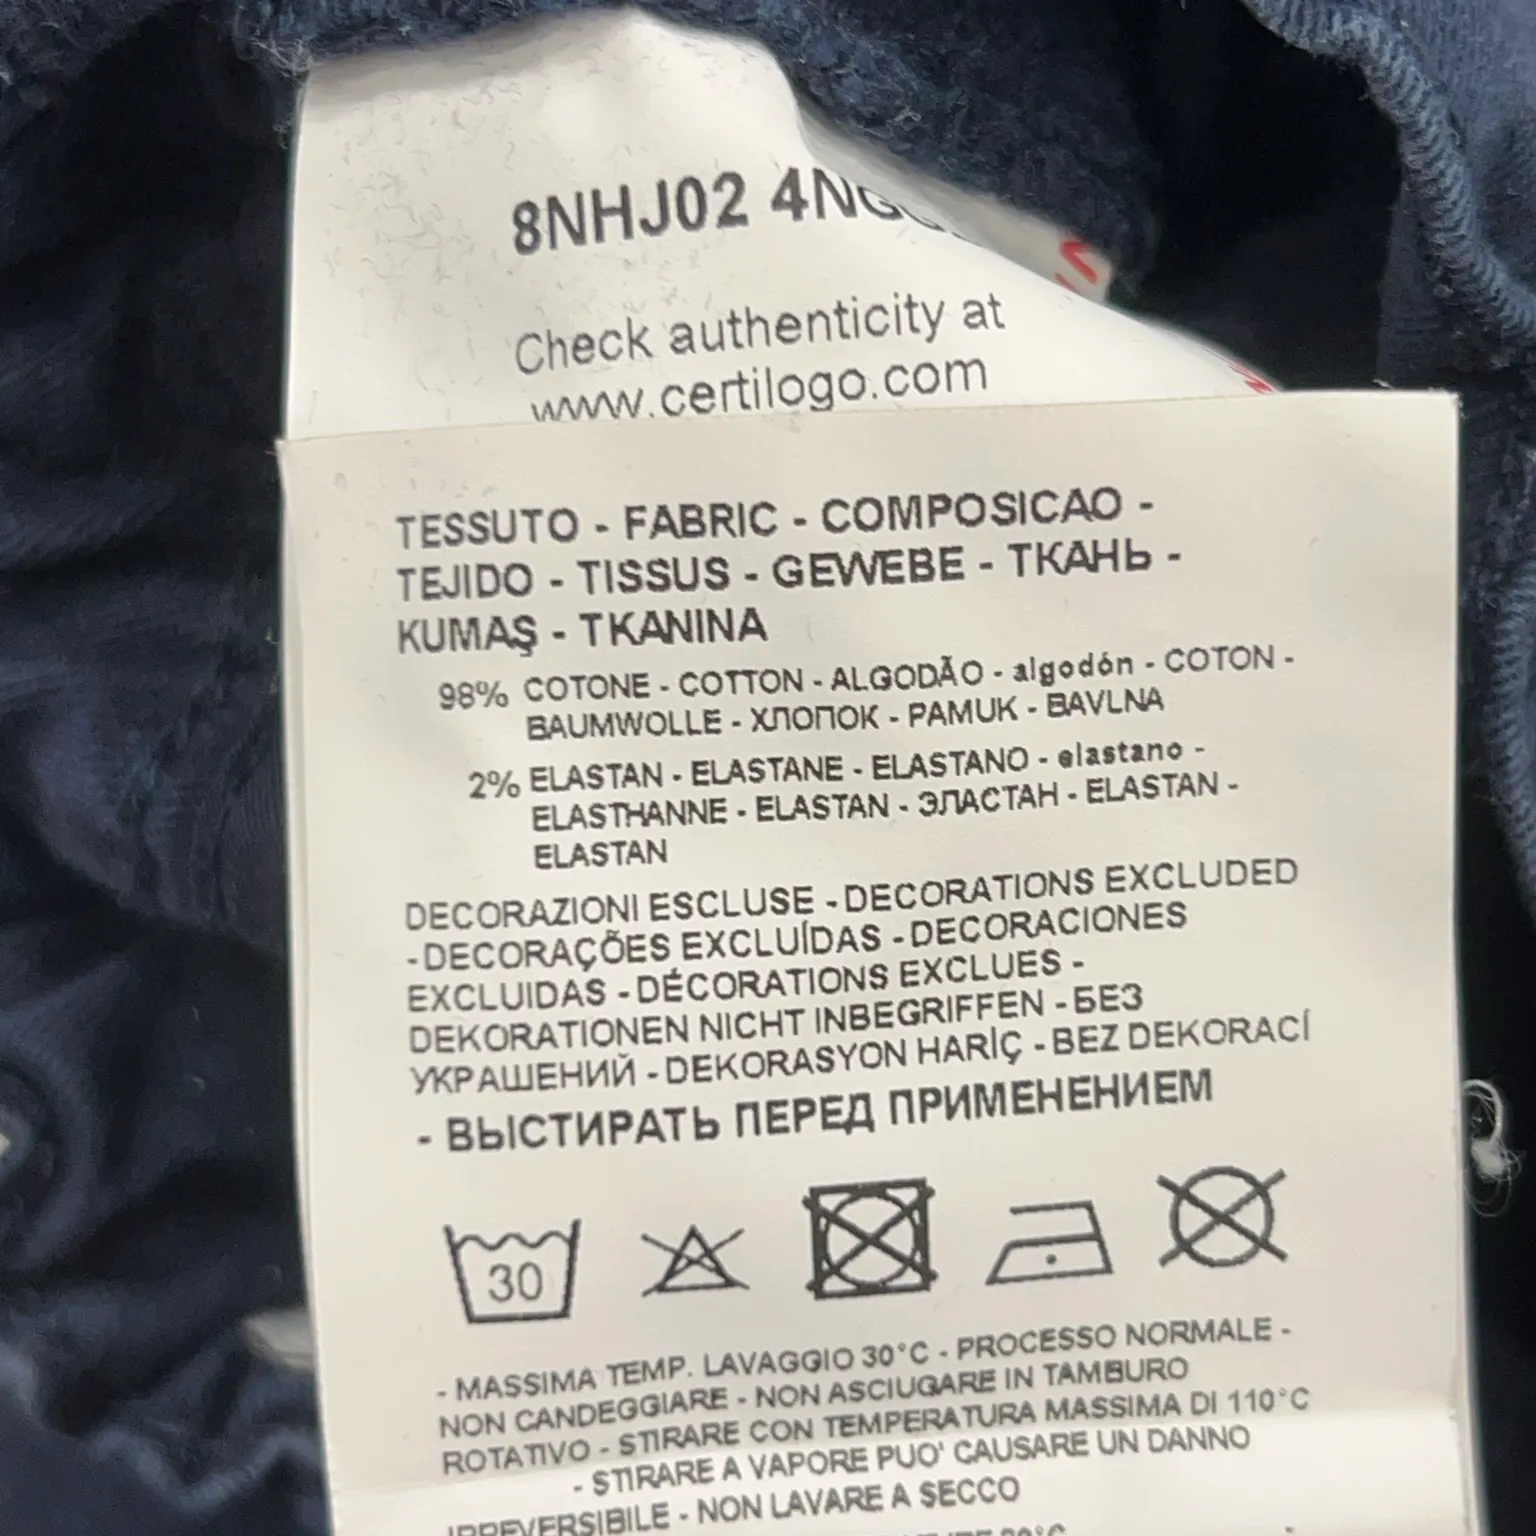 8NHJ02
Check authenticity at
www.certilogo.com
TESSUTO - FABRIC - COMPOSICAO -
TEJIDO - TISSUS - GEWEBE - ТКАНЬ -
KUMAŞ - TKANINA
98% COTONE - COTTON - ALGODÃO - algodón - COTON -
BAUMWOLLE - ХЛОПОК - PAMUK - BAVLNA
2% ELASTAN - ELASTANE - ELASTANO - elastano -
ELASTHANNE - ELASTAN - ЭЛАСТАН - ELASTAN -
ELASTAN
DECORAZIONI ESCLUSE - DECORATIONS EXCLUDED
- DECORAÇÕES EXCLUÍDAS - DECORACIONES
EXCLUIDAS - DÉCORATIONS EXCLUES -
DEKORATIONEN NICHT INBEGRIFFEN - БЕЗ
УКРАШЕНИЙ - DEKORASYON HARİÇ - BEZ DEKORACÍ
- ВЫСТИРАТЬ ПЕРЕД ПРИМЕНЕНИЕМ
30
- MASSIMA TEMP. LAVAGGIO 30°C - PROCESSO NORMALE -
NON CANDEGGIARE - NON ASCIUGARE IN TAMBURO
ROTATIVO - STIRARE CON TEMPERATURA MASSIMA DI 110°C
- STIRARE A VAPORE PUO' CAUSARE UN DANNO
IRREVERSIBILE - NON LAVARE A SECCO